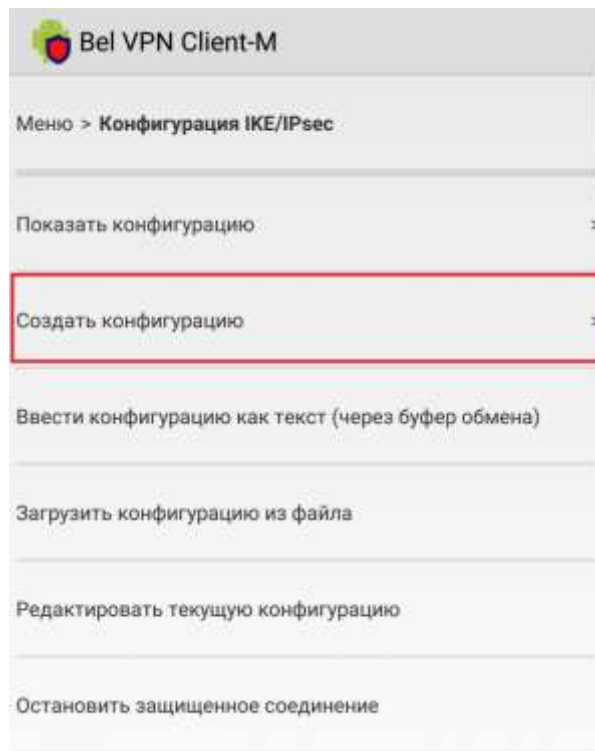 Bel VPN Client-M
Меню > Конфигурация IKE/IPsec
Показать конфигурацию
Создать конфигурацию
Ввести конфигурацию как текст (через буфер обмена)
Загрузить конфигурацию из файла
Редактировать текущую конфигурацию
Остановить защищенное соединение